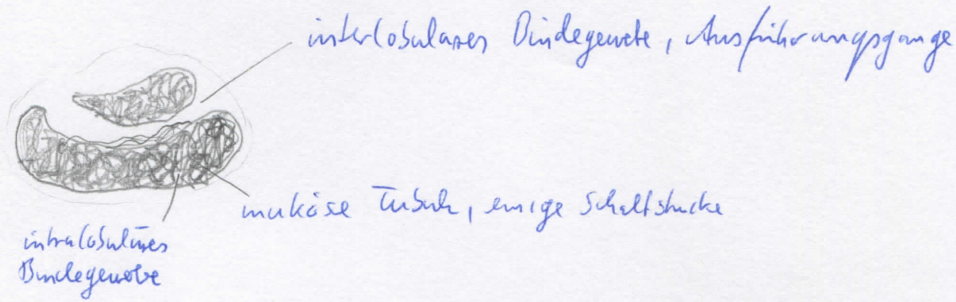 interlobuläres Bindegewebe, Ausführungsgänge
muköse Tubuli, einige Schaltstücke
intralobuläres
Bindegewebe